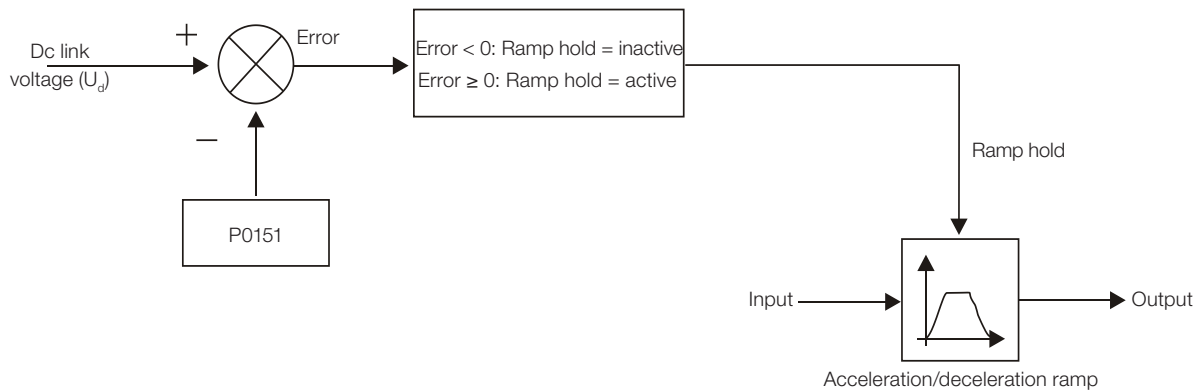 +
Error
Dc link
voltage (Ud)
Error < 0: Ramp hold = inactive
Error ≥ 0: Ramp hold = active
—
Ramp hold
P0151
Input
Output
Acceleration/deceleration ramp